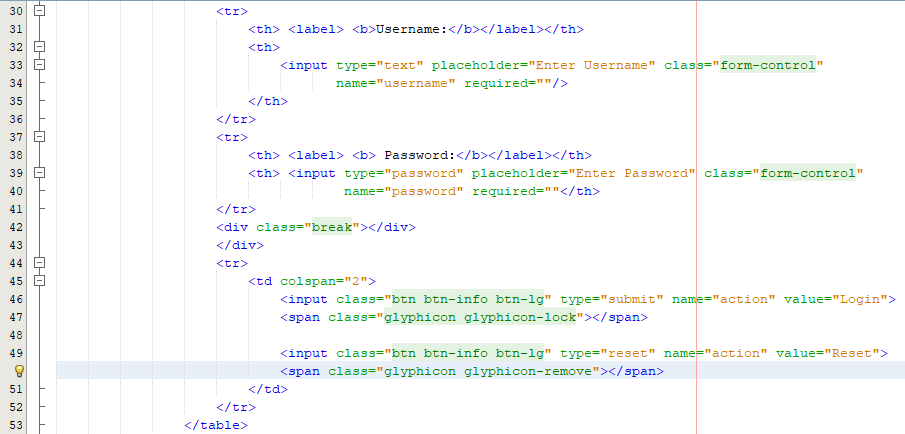 30 <tr>
31 <th> <label> <b>Username:</b></label></th>
32 <th>
33 <input type="text" placeholder="Enter Username" class="form-control"
34 name="username" required=""/>
35 </th>
36 </tr>
37 <tr>
38 <th> <label> <b> Password:</b></label></th>
39 <th> <input type="password" placeholder="Enter Password" class="form-control"
40 name="password" required=""</th>
41 </tr>
42 <div class="break"></div>
43 </div>
44 <tr>
45 <td colspan="2">
46 <input class="btn btn-info btn-lg" type="submit" name="action" value="Login">
47 <span class="glyphicon glyphicon-lock"></span>
48
49 <input class="btn btn-info btn-lg" type="reset" name="action" value="Reset">
<span class="glyphicon glyphicon-remove"></span>
51 </td>
52 </tr>
53 </table>